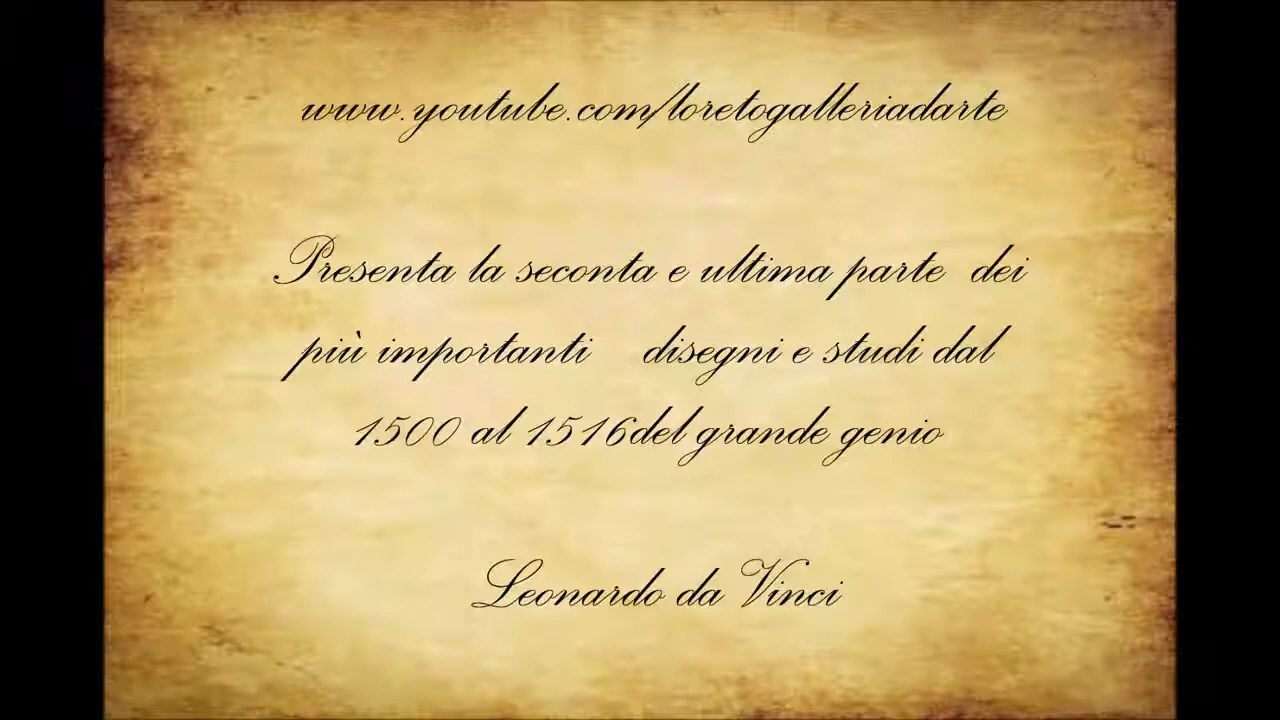 www.youtube.com/loretogalleriadarte
Presenta la seconta e ultima parte dei
più importanti disegni e studi dal
1500 al 1516del grande genio
Leonardo da Vinci